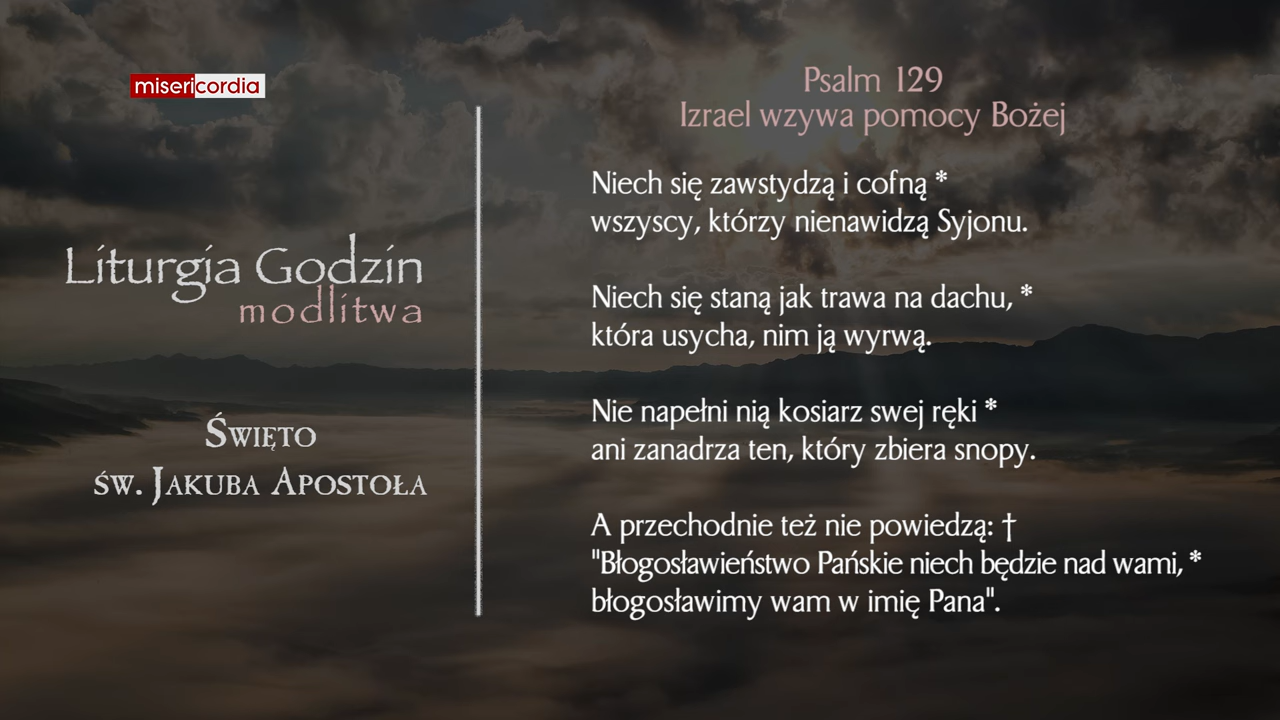 misericordia
Liturgia Godzin
modlitwa
Święto
św. Jakuba Apostoła
Psalm 129
Izrael wzywa pomocy Bożej
Niech się zawstydzą i cofną *
wszyscy, którzy nienawidzą Syjonu.
Niech się staną jak trawa na dachu, *
która usycha, nim ją wyrwą.
Nie napełni nią kosiarz swej ręki *
ani zanadrza ten, który zbiera snopy.
A przechodnie też nie powiedzą: †
"Błogosławieństwo Pańskie niech będzie nad wami, *
błogosławimy wam w imię Pana".